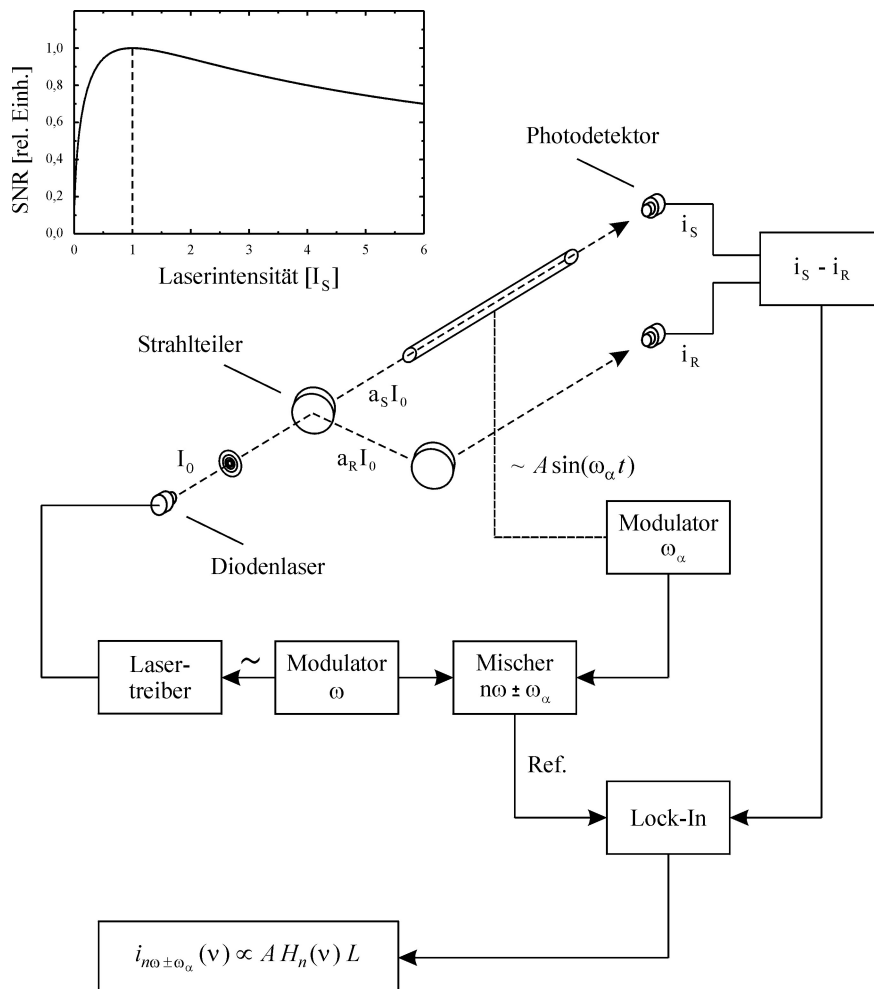 SNR [rel. Einh.]
1,0
0,8
0,6
0,4
0,2
0,0
0 1 2 3 4 5 6
Laserintensität [I_S]
Photodetektor
i_S
i_S - i_R
i_R
Strahlteiler
a_S I_0
I_0
a_R I_0
~ A sin(ω_α t)
Diodenlaser
Modulator
ω_α
Laser-
treiber
~
Modulator
ω
Mischer
nω ± ω_α
Ref.
Lock-In
i_{nω±ω_α}(ν) ∝ A H_n(ν) L